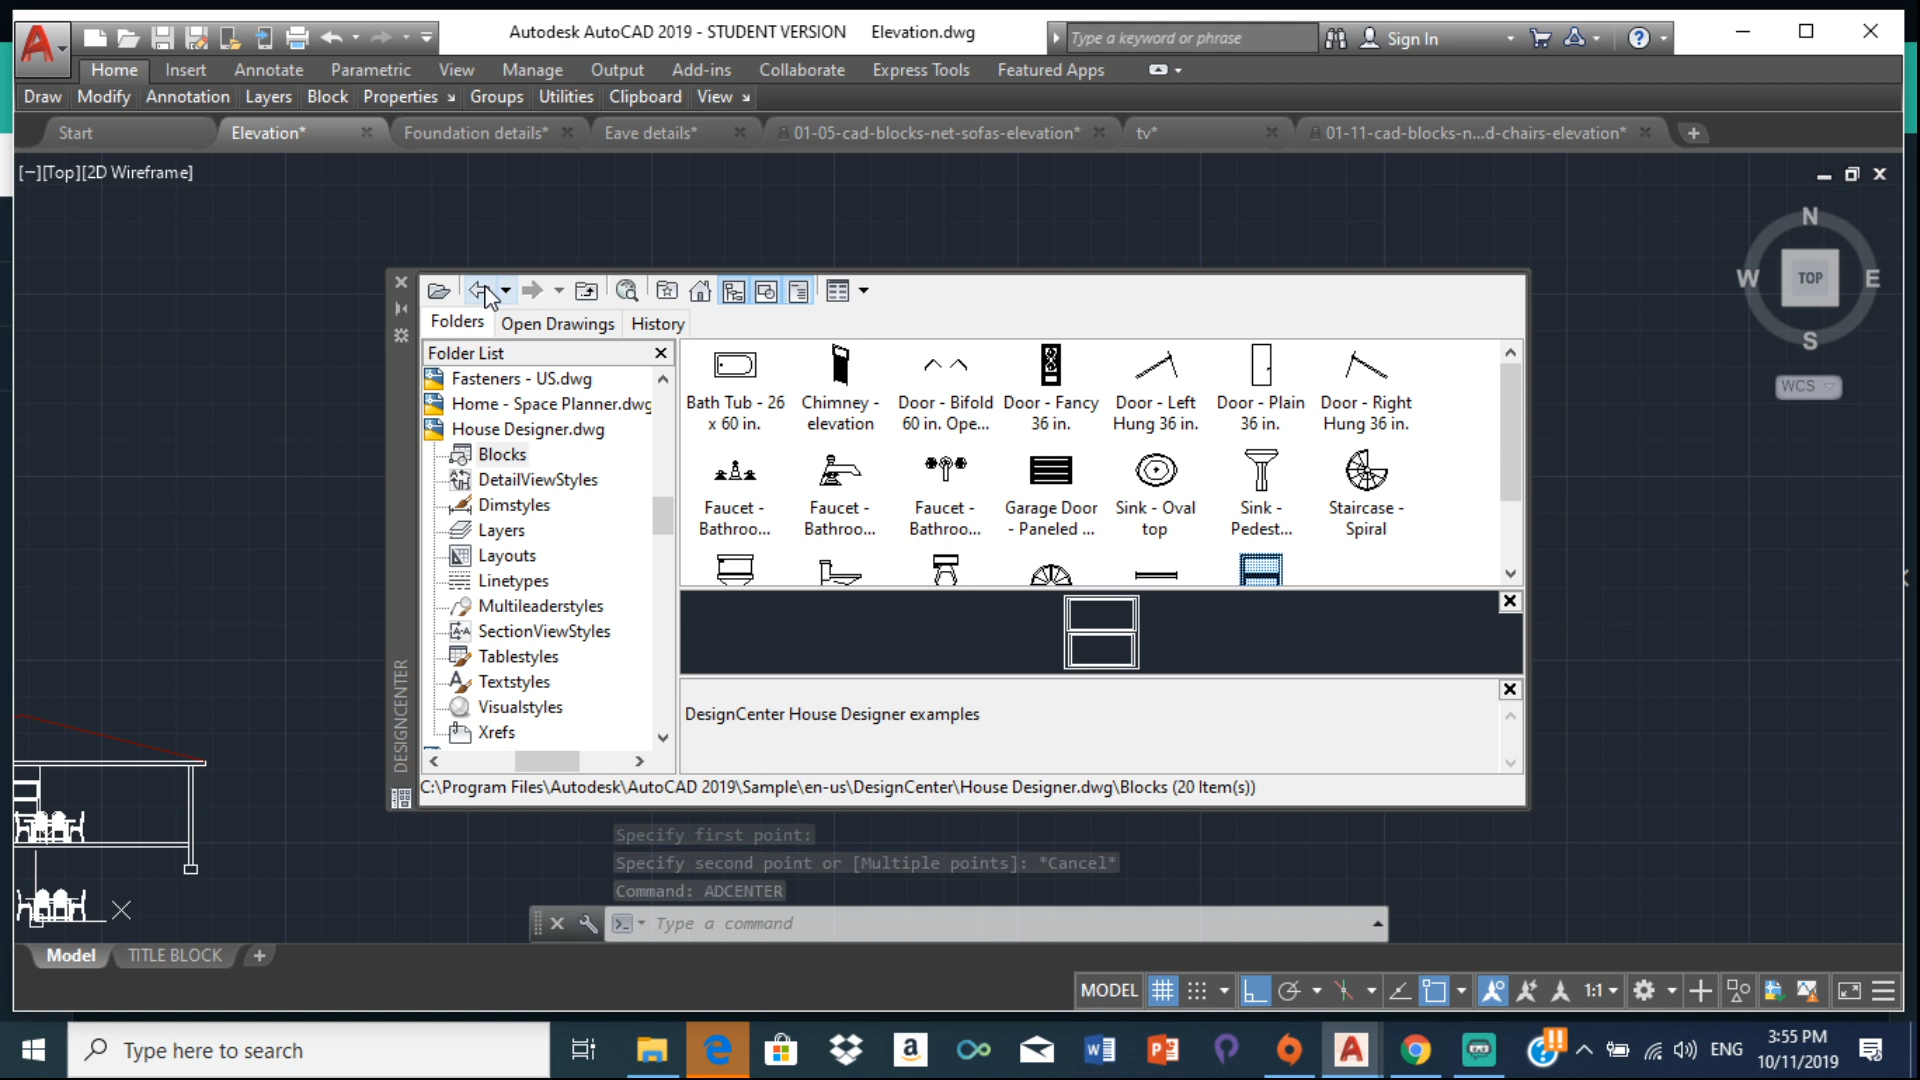 Autodesk AutoCAD 2019 - STUDENT VERSION Elevation.dwg
Type a keyword or phrase
Sign In
Home Insert Annotate Parametric View Manage Output Add-ins Collaborate Express Tools Featured Apps
Draw Modify Annotation Layers Block Properties Groups Utilities Clipboard View
Start Elevation* Foundation details* Eave details* 01-05-cad-blocks-net-sofas-elevation* tv* 01-11-cad-blocks-n...d-chairs-elevation*
[−][Top][2D Wireframe]
N
W TOP E
S
WCS
Folders Open Drawings History
Folder List
Fasteners - US.dwg
Home - Space Planner.dwg
House Designer.dwg
Blocks
DetailViewStyles
Dimstyles
Layers
Layouts
Linetypes
Multileaderstyles
SectionViewStyles
Tablestyles
Textstyles
Visualstyles
Xrefs
Bath Tub - 26 x 60 in.
Chimney - elevation
Door - Bifold 60 in. Ope...
Door - Fancy 36 in.
Door - Left Hung 36 in.
Door - Plain 36 in.
Door - Right Hung 36 in.
Faucet - Bathroo...
Faucet - Bathroo...
Faucet - Bathroo...
Garage Door - Paneled ...
Sink - Oval top
Sink - Pedest...
Staircase - Spiral
DesignCenter House Designer examples
DESIGNCENTER
C:\Program Files\Autodesk\AutoCAD 2019\Sample\en-us\DesignCenter\House Designer.dwg\Blocks (20 Item(s))
Specify first point:
Specify second point or [Multiple points]: *Cancel*
Command: ADCENTER
Type a command
Model TITLE BLOCK
MODEL 1:1
Type here to search
ENG
3:55 PM
10/11/2019